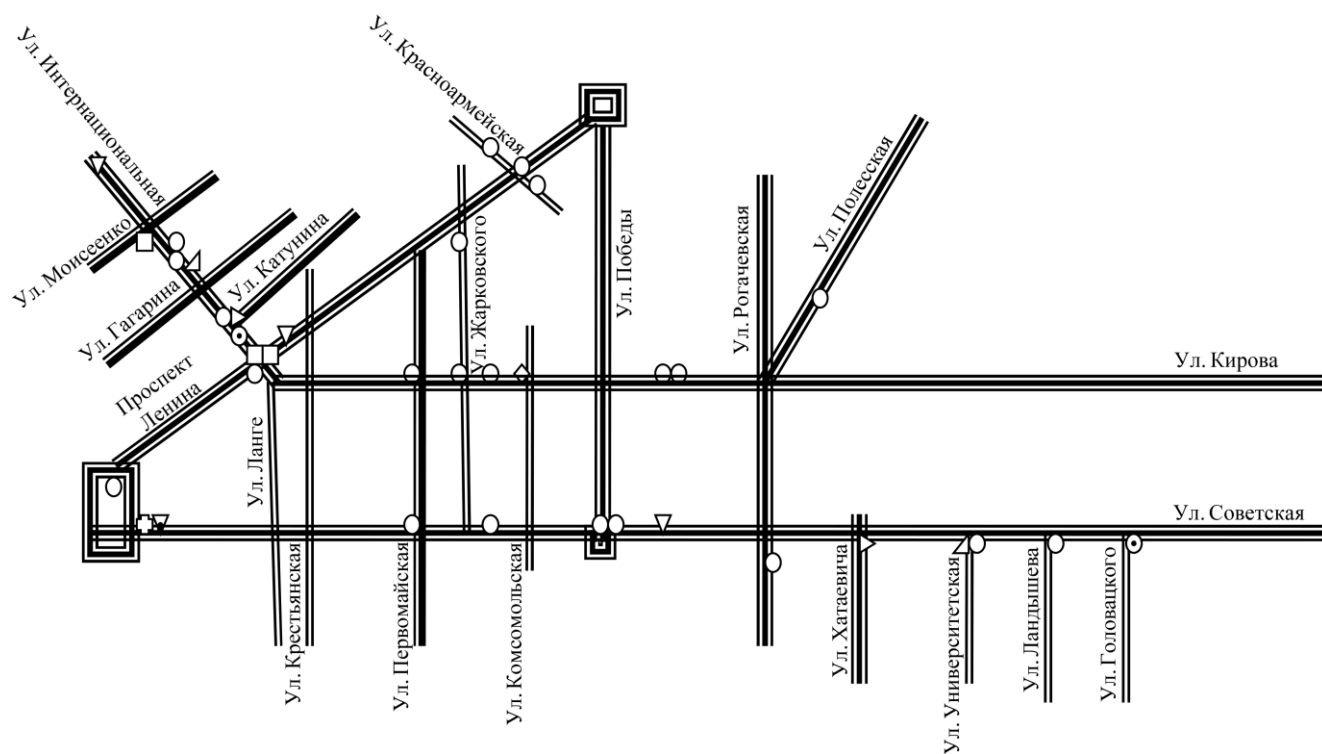 Ул. Интернациональная
Ул. Красноармейская
Ул. Моисеенко
Ул. Гагарина
Ул. Катунина
Ул. Жарковского
Ул. Победы
Ул. Рогачевская
Ул. Полесская
Ул. Кирова
Проспект
Ленина
Ул. Ланге
Ул. Советская
Ул. Крестьянская
Ул. Первомайская
Ул. Комсомольская
Ул. Хатаевича
Ул. Университетская
Ул. Ландышева
Ул. Головацкого